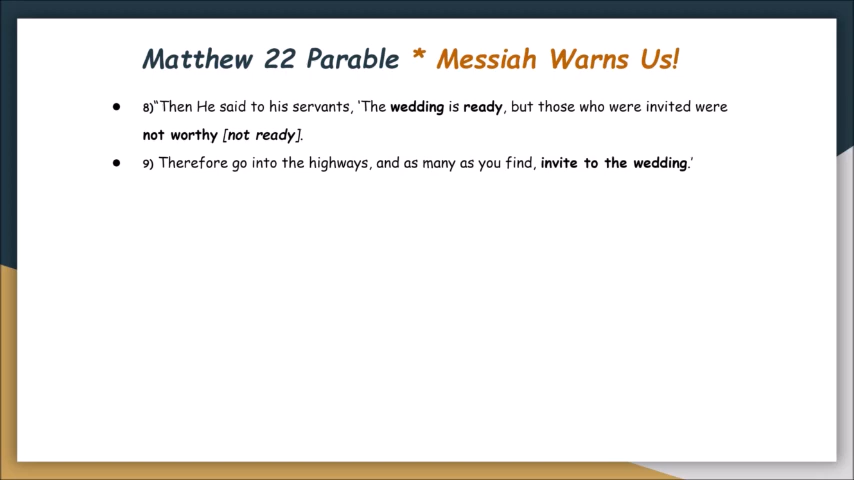 Matthew 22 Parable * Messiah Warns Us!
● 8)“Then He said to his servants, ‘The wedding is ready, but those who were invited were
not worthy [not ready].
● 9) Therefore go into the highways, and as many as you find, invite to the wedding.’